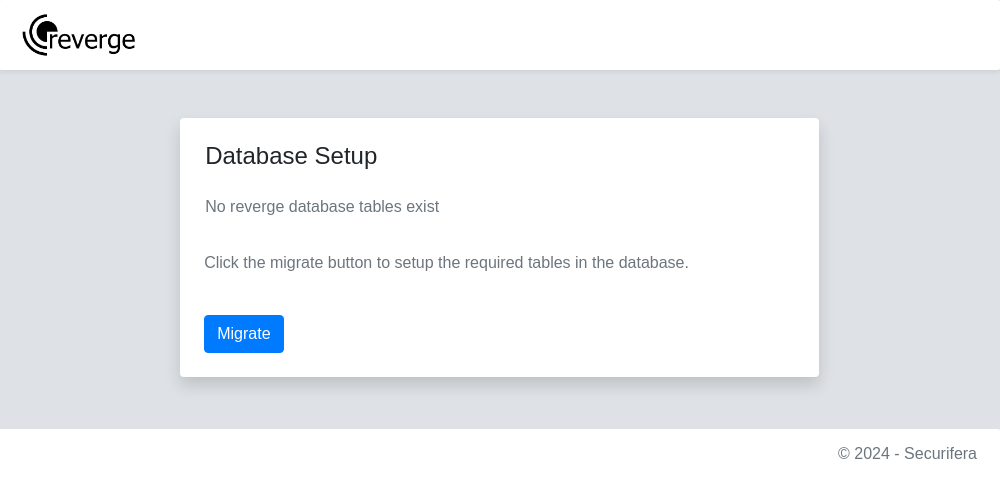 reverge
Database Setup
No reverge database tables exist
Click the migrate button to setup the required tables in the database.
Migrate
© 2024 - Securifera